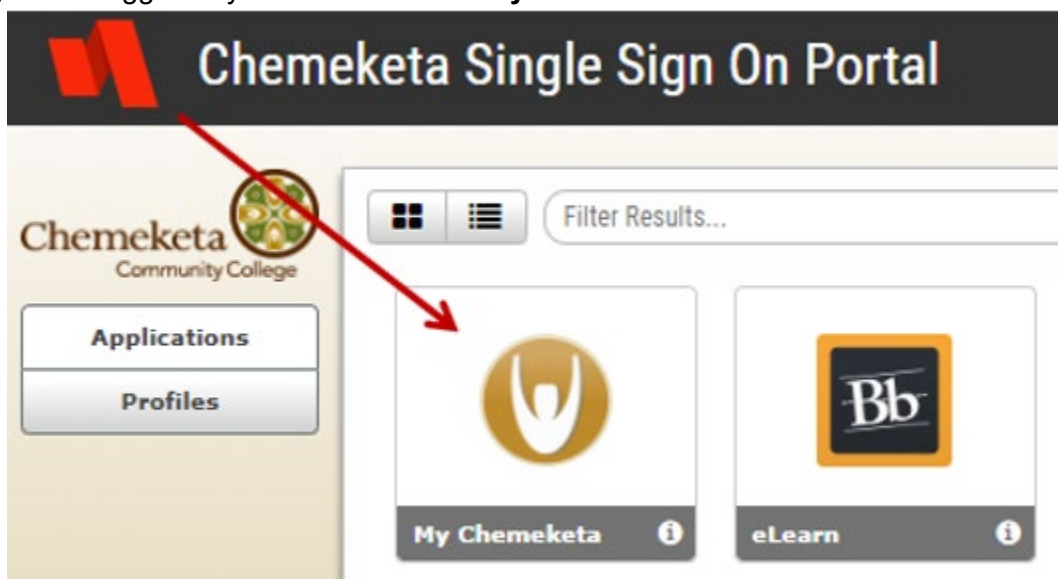 Chemeketa Single Sign On Portal
Chemeketa
Community College
Filter Results...
Applications
Profiles
Bb
My Chemeketa
eLearn